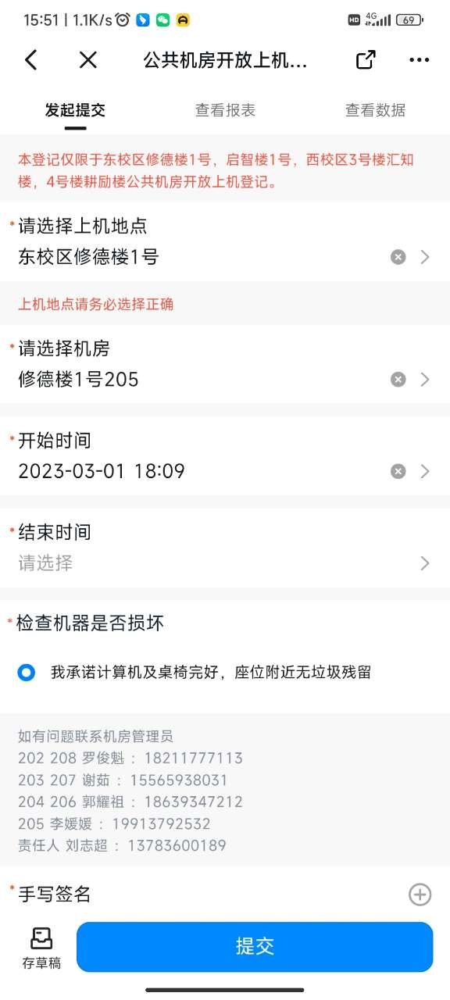 15:51 | 1.1K/s HD 4G 69
公共机房开放上机...
发起提交 查看报表 查看数据
本登记仅限于东校区修德楼1号，启智楼1号，西校区3号楼汇知
楼，4号楼耕励楼公共机房开放上机登记。
*请选择上机地点
东校区修德楼1号
上机地点请务必选择正确
*请选择机房
修德楼1号205
*开始时间
2023-03-01 18:09
*结束时间
请选择
*检查机器是否损坏
我承诺计算机及桌椅完好，座位附近无垃圾残留
如有问题联系机房管理员
202 208 罗俊魁 ：18211777113
203 207 谢茹 ：15565938031
204 206 郭耀祖 ：18639347212
205 李媛媛 ：19913792532
责任人 刘志超 ：13783600189
*手写签名
存草稿
提交